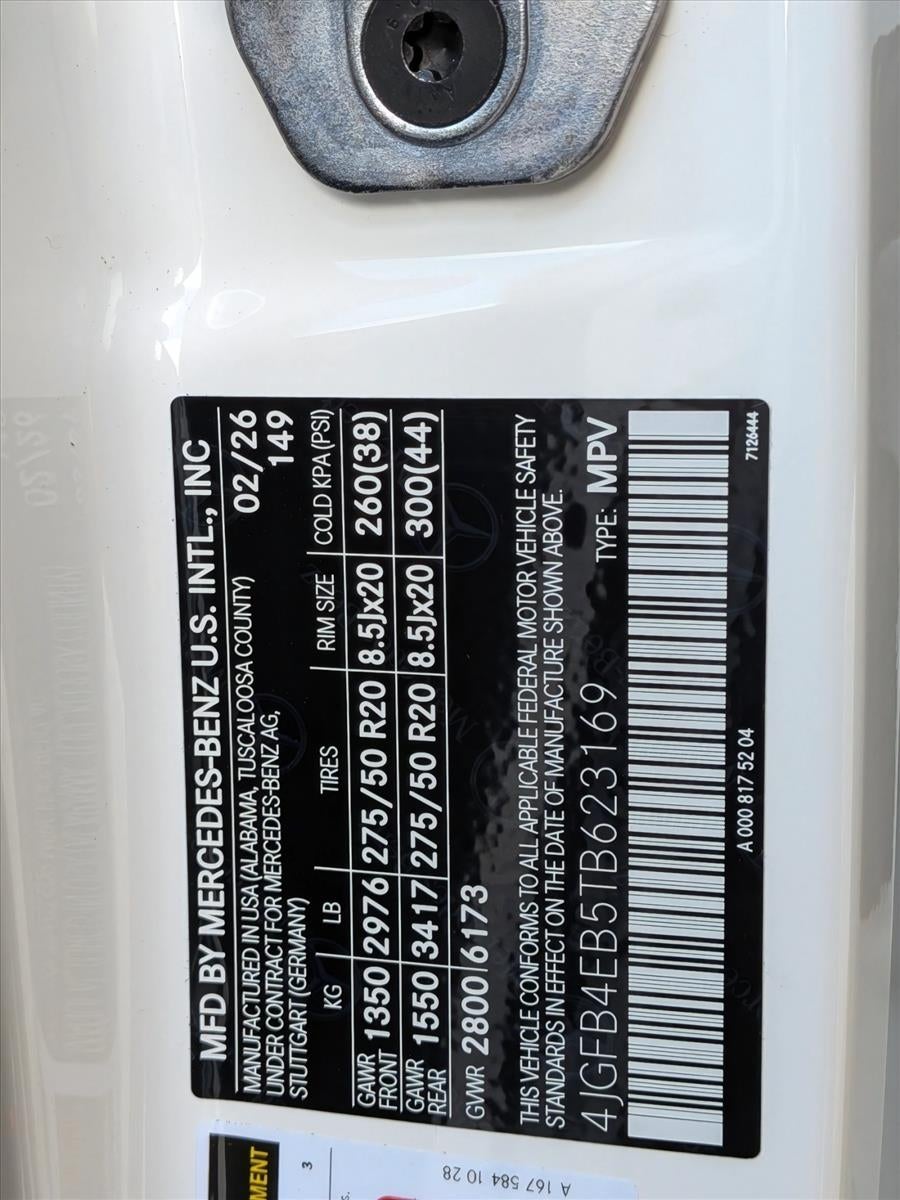 MFD BY MERCEDES-BENZ U.S. INTL., INC
MANUFACTURED IN USA (ALABAMA, TUSCALOOSA COUNTY) 02/26
UNDER CONTRACT FOR MERCEDES-BENZ AG, 149
STUTTGART (GERMANY)
KG LB TIRES RIM SIZE COLD KPA(PSI)
GAWR FRONT 1350 2976 275/50 R20 8.5Jx20 260(38)
GAWR REAR 1550 3417 275/50 R20 8.5Jx20 300(44)
GVWR 2800 6173
THIS VEHICLE CONFORMS TO ALL APPLICABLE FEDERAL MOTOR VEHICLE SAFETY
STANDARDS IN EFFECT ON THE DATE OF MANUFACTURE SHOWN ABOVE.
4JGFB4EB5TB623169 TYPE: MPV
A 000 817 52 04 7126444
3
A 167 584 10 28